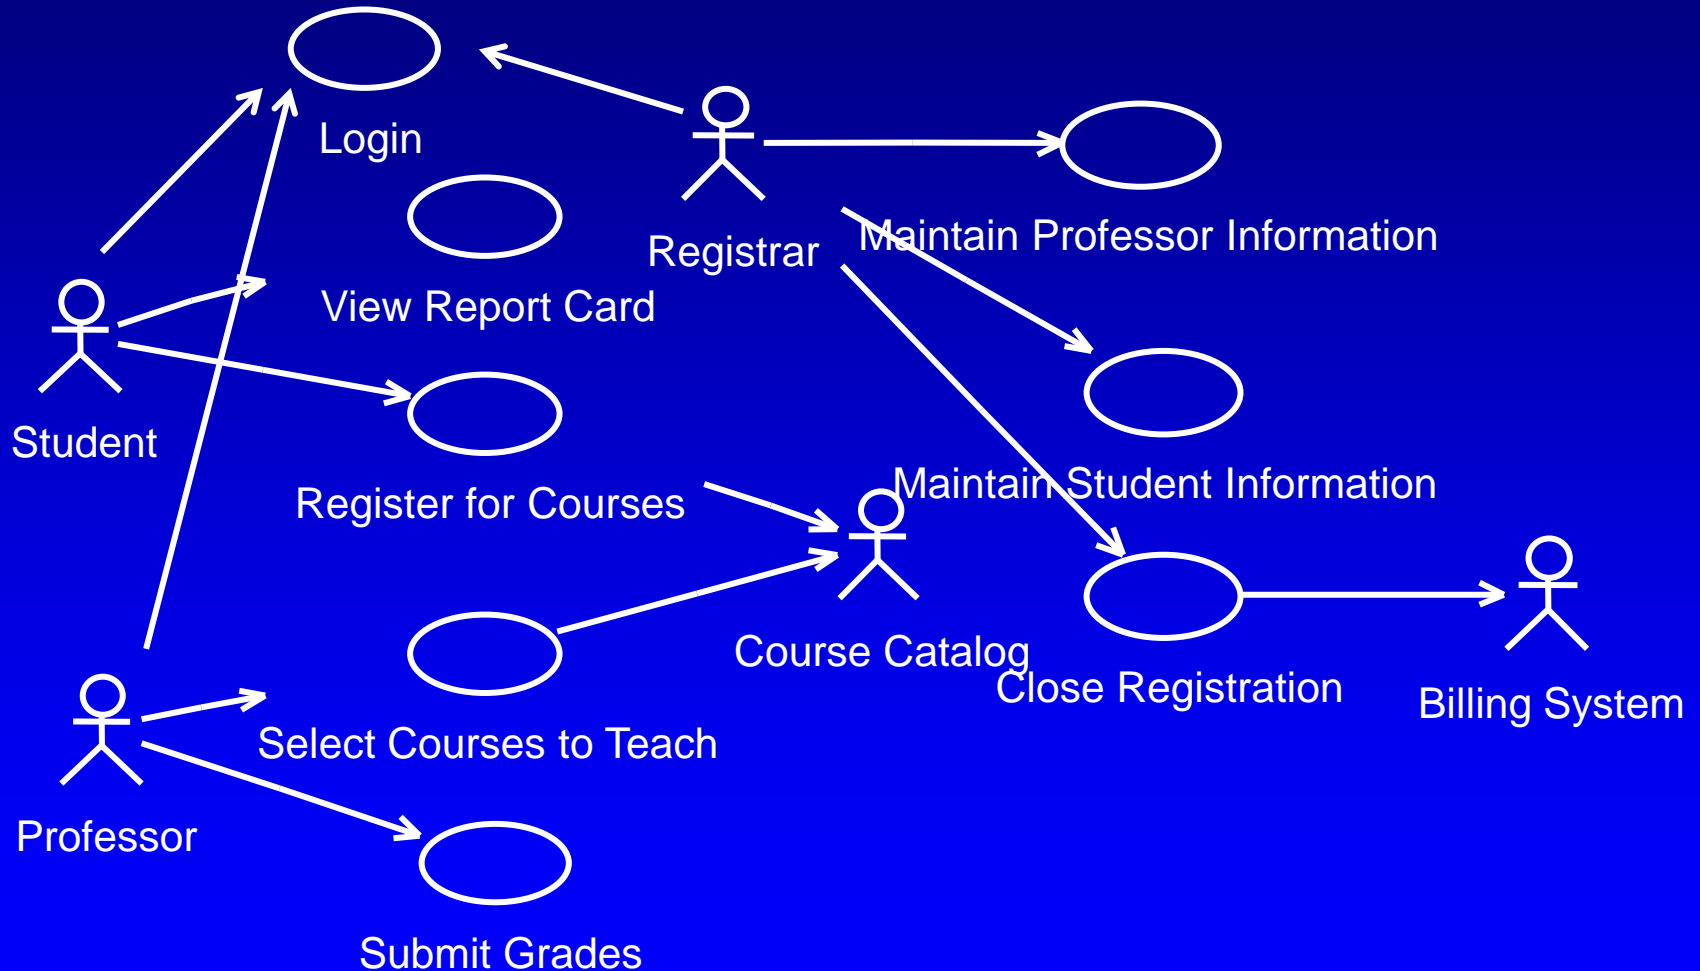 Login
Registrar
Maintain Professor Information
View Report Card
Student
Register for Courses
Maintain Student Information
Course Catalog
Close Registration
Billing System
Select Courses to Teach
Professor
Submit Grades